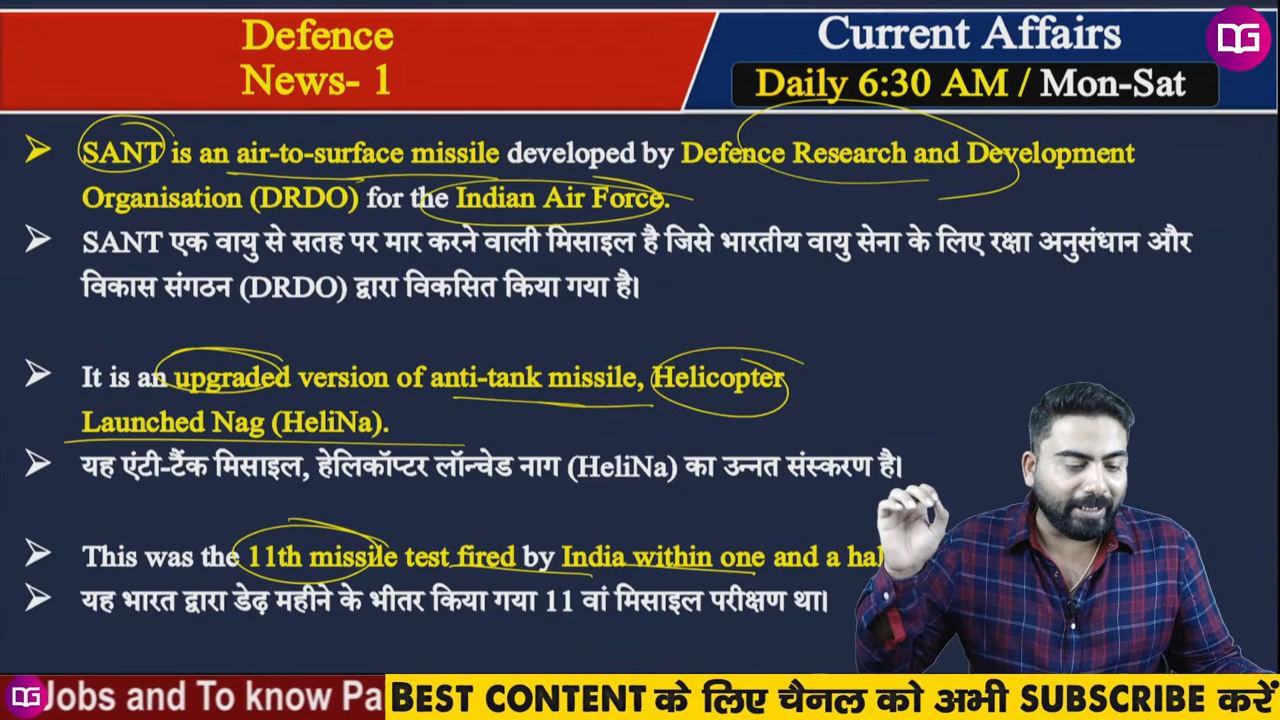 Defence
News- 1
Current Affairs
Daily 6:30 AM / Mon-Sat
DG
SANT is an air-to-surface missile developed by Defence Research and Development
Organisation (DRDO) for the Indian Air Force.
SANT एक वायु से सतह पर मार करने वाली मिसाइल है जिसे भारतीय वायु सेना के लिए रक्षा अनुसंधान और
विकास संगठन (DRDO) द्वारा विकसित किया गया है।
It is an upgraded version of anti-tank missile, Helicopter
Launched Nag (HeliNa).
यह एंटी-टैंक मिसाइल, हेलिकॉप्टर लॉन्चेड नाग (HeliNa) का उन्नत संस्करण है।
This was the 11th missile test fired by India within one and a
यह भारत द्वारा डेढ़ महीने के भीतर किया गया 11 वां मिसाइल परीक्षण था।
DG Jobs and To know
BEST CONTENT के लिए चैनल को अभी SUBSCRIBE करें